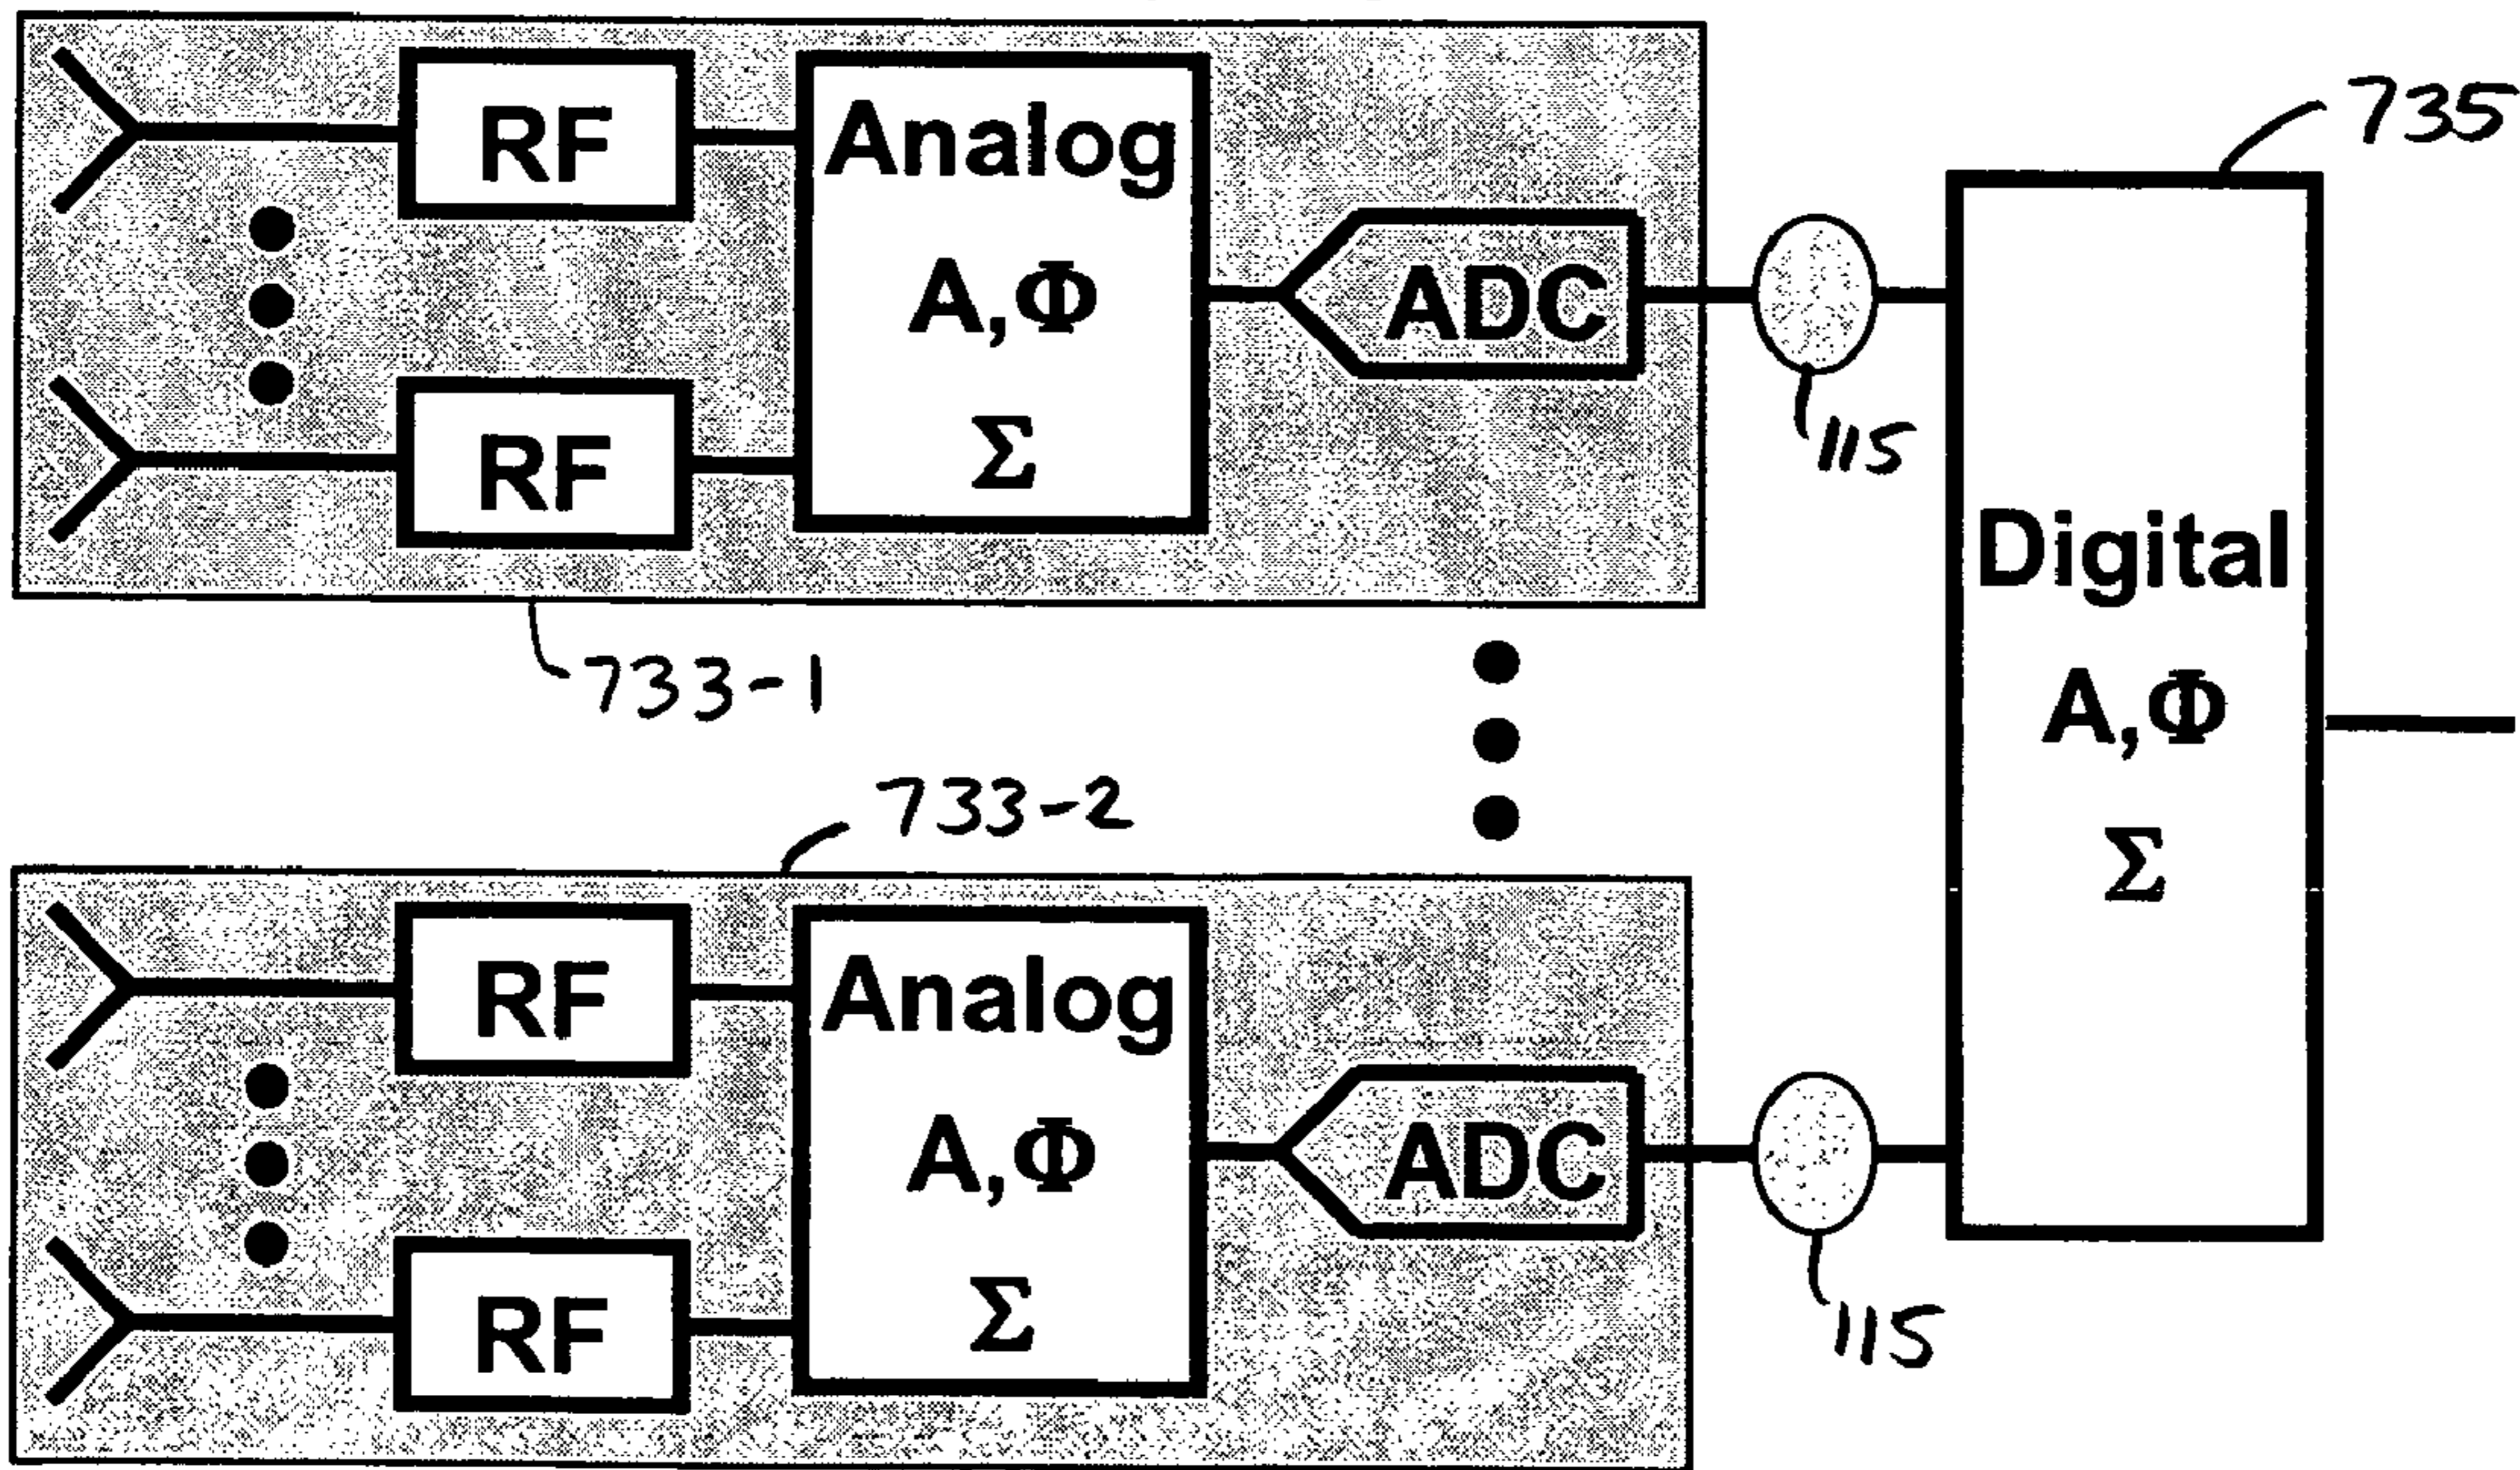 RF
Analog
A,Φ
Σ
RF
ADC
115
733-1
735
Digital
A,Φ
Σ
733-2
RF
Analog
A,Φ
Σ
RF
ADC
115